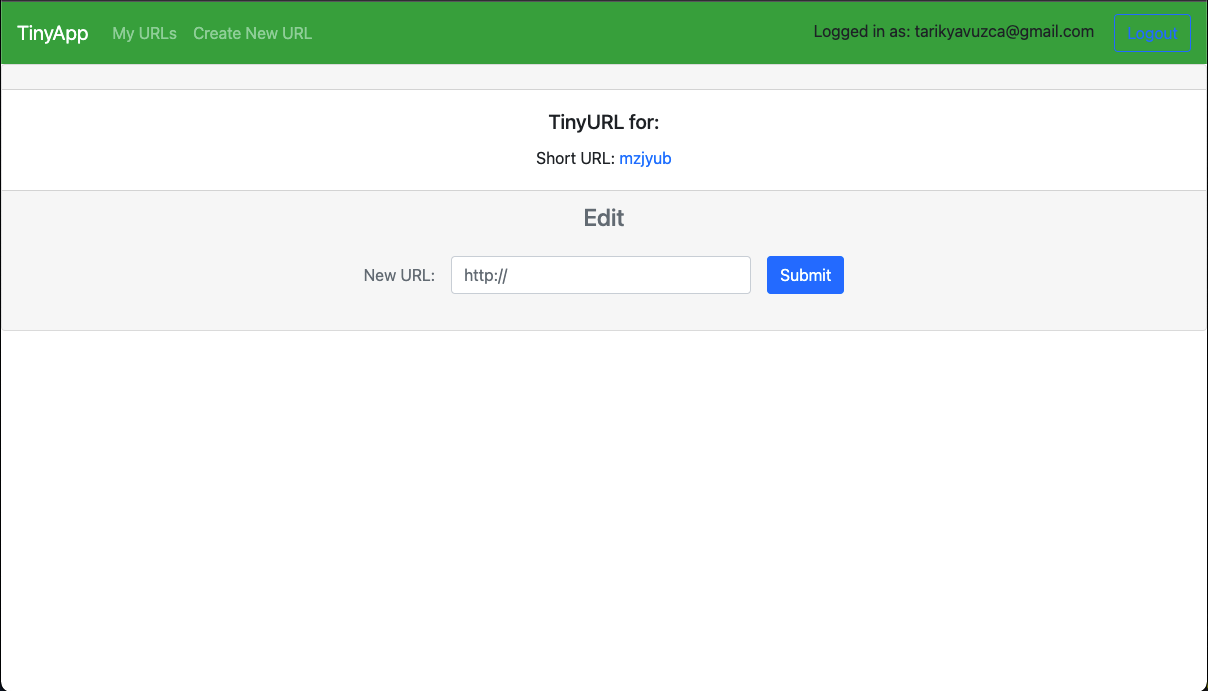 TinyApp My URLs Create New URL Logged in as: tarikyavuzca@gmail.com Logout
TinyURL for:
Short URL: mzjyub
Edit
New URL: http:// Submit